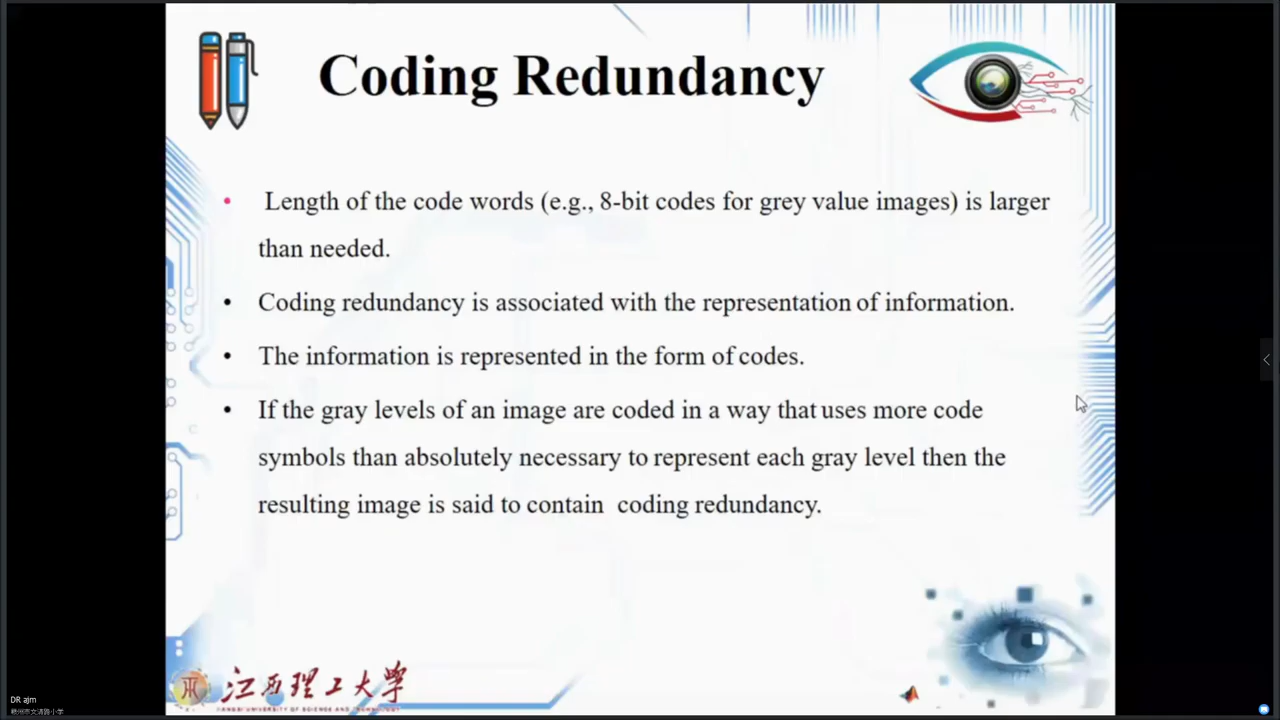 Coding Redundancy
• Length of the code words (e.g., 8-bit codes for grey value images) is larger
than needed.
• Coding redundancy is associated with the representation of information.
• The information is represented in the form of codes.
• If the gray levels of an image are coded in a way that uses more code
symbols than absolutely necessary to represent each gray level then the
resulting image is said to contain coding redundancy.
江西理工大学
JIANGXI UNIVERSITY OF SCIENCE AND TECHNOLOGY
DR ajm